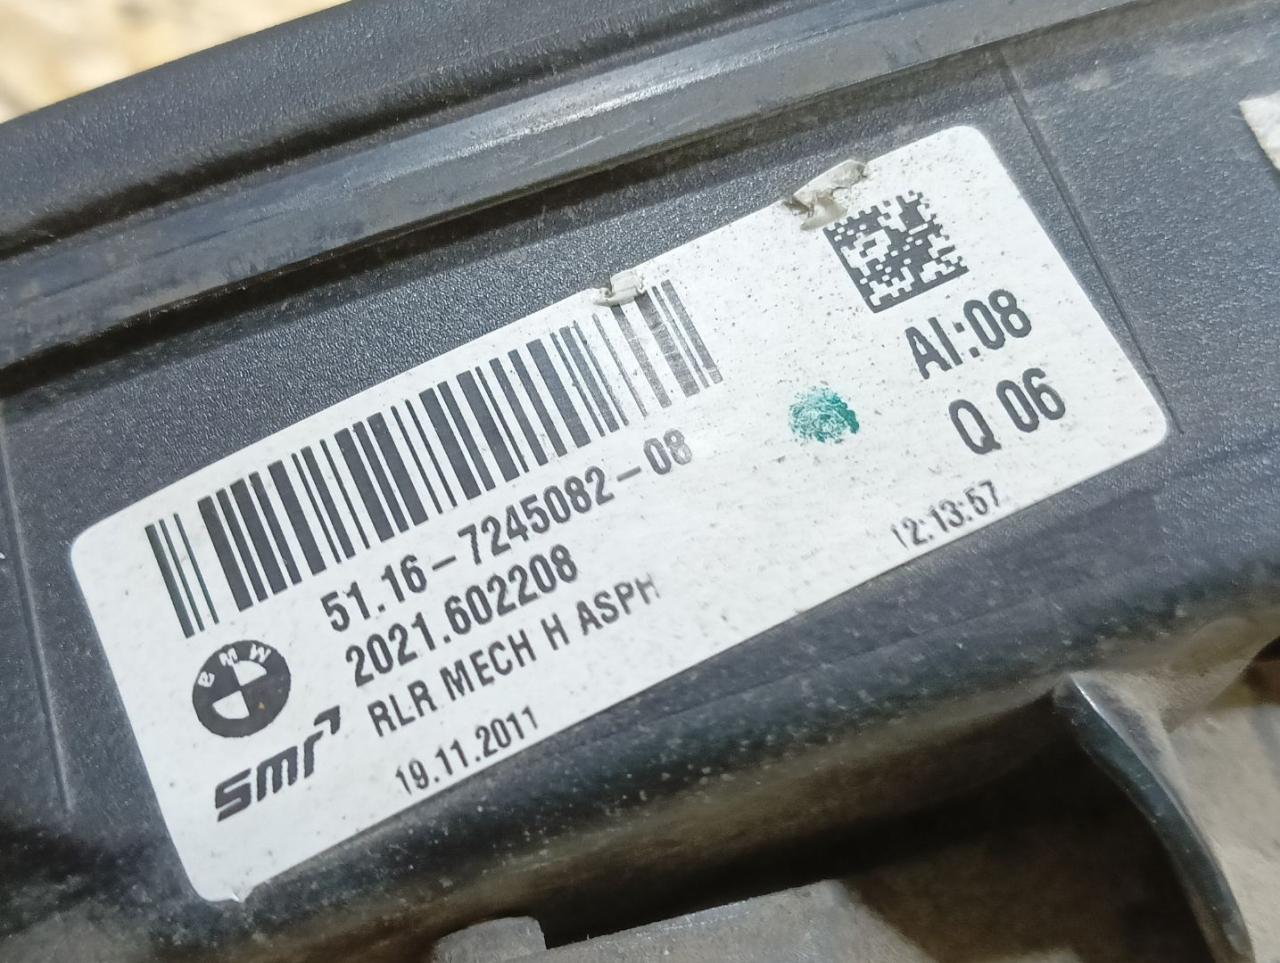 AI:08
Q 06
51.16-7245082-08
2021.602208
RLR MECH H ASPH
12:13:57
BMW
smr
19.11.2011